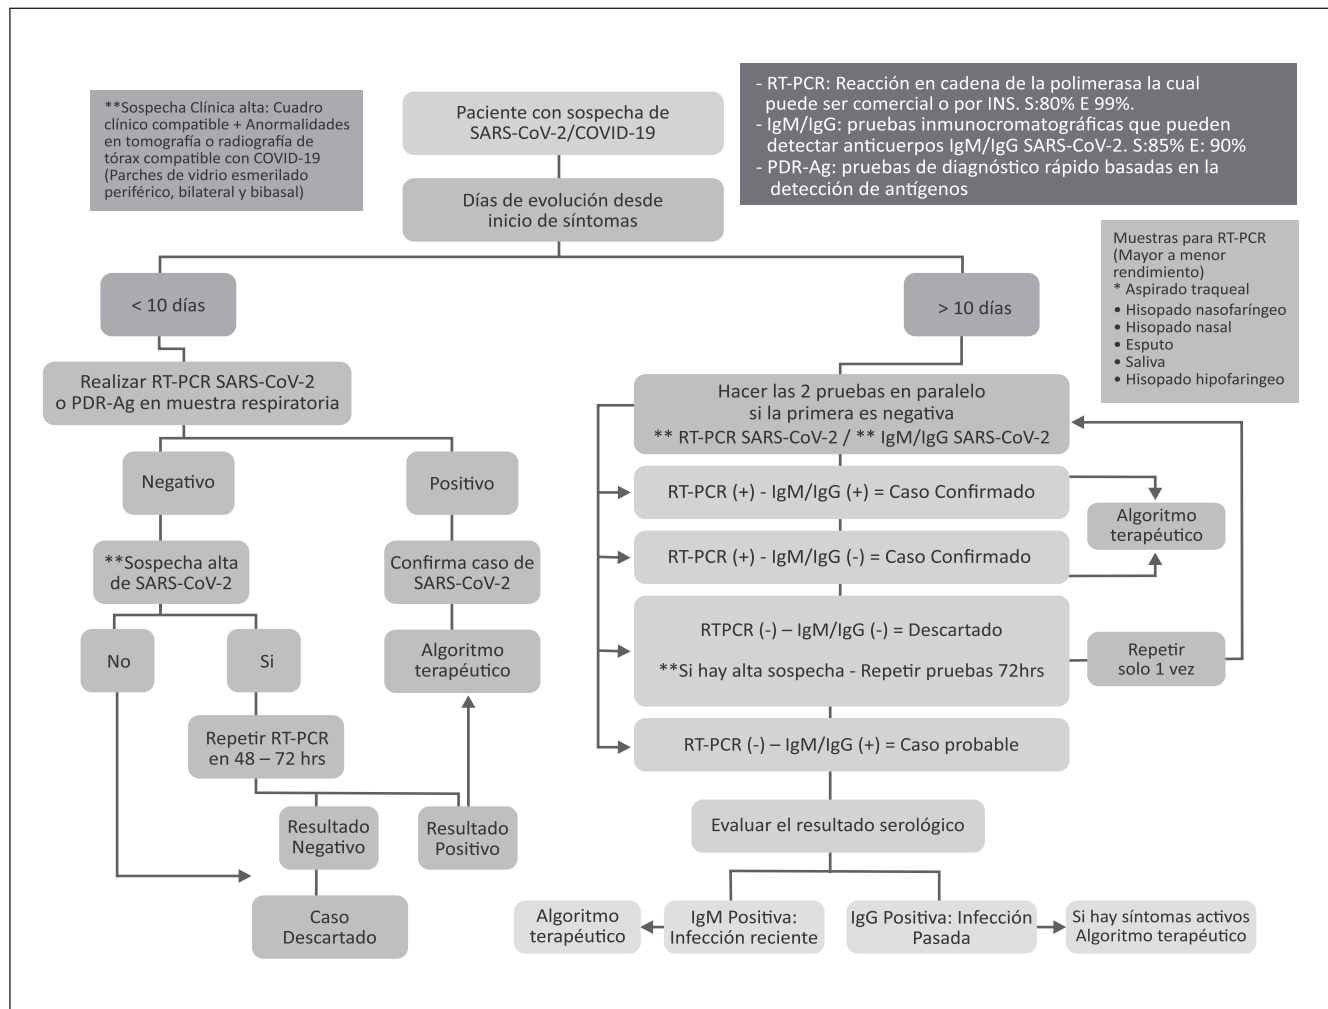 **Sospecha Clínica alta: Cuadro
clínico compatible + Anormalidades
en tomografía o radiografía de
tórax compatible con COVID-19
(Parches de vidrio esmerilado
periférico, bilateral y bibasal)
Paciente con sospecha de
SARS-CoV-2/COVID-19
- RT-PCR: Reacción en cadena de la polimerasa la cual
puede ser comercial o por INS. S:80% E 99%.
- IgM/IgG: pruebas inmunocromatográficas que pueden
detectar anticuerpos IgM/IgG SARS-CoV-2. S:85% E: 90%
- PDR-Ag: pruebas de diagnóstico rápido basadas en la
detección de antígenos
Días de evolución desde
inicio de síntomas
Muestras para RT-PCR
(Mayor a menor
rendimiento)
* Aspirado traqueal
• Hisopado nasofaríngeo
• Hisopado nasal
• Esputo
• Saliva
• Hisopado hipofaringeo
< 10 días
> 10 días
Realizar RT-PCR SARS-CoV-2
o PDR-Ag en muestra respiratoria
Negativo
Positivo
**Sospecha alta
de SARS-CoV-2
Confirma caso de
SARS-CoV-2
No
Si
Algoritmo
terapéutico
Repetir RT-PCR
en 48 – 72 hrs
Resultado
Negativo
Resultado
Positivo
Caso
Descartado
Hacer las 2 pruebas en paralelo
si la primera es negativa
** RT-PCR SARS-CoV-2 / ** IgM/IgG SARS-CoV-2
RT-PCR (+) - IgM/IgG (+) = Caso Confirmado
Algoritmo
terapéutico
RT-PCR (+) - IgM/IgG (-) = Caso Confirmado
RTPCR (-) – IgM/IgG (-) = Descartado
**Si hay alta sospecha - Repetir pruebas 72hrs
Repetir
solo 1 vez
RT-PCR (-) – IgM/IgG (+) = Caso probable
Evaluar el resultado serológico
Algoritmo
terapéutico
IgM Positiva:
Infección reciente
IgG Positiva: Infección
Pasada
Si hay síntomas activos
Algoritmo terapéutico